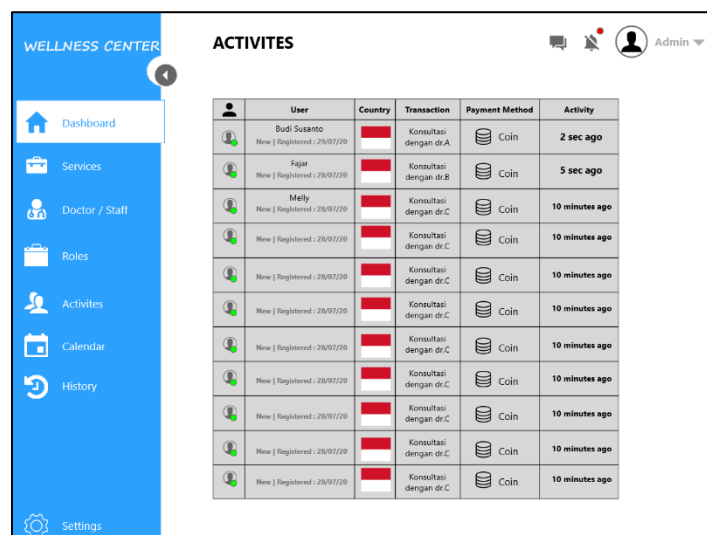 WELLNESS CENTER
ACTIVITES
Admin
Dashboard
Services
Doctor / Staff
Roles
Activites
Calendar
History
Settings
User Country Transaction Payment Method Activity
Budi Susanto
New | Registered : 29/07/20
Konsultasi
dengan dr.A
Coin
2 sec ago
Fajar
New | Registered : 28/07/20
Konsultasi
dengan dr.B
Coin
5 sec ago
Melly
New | Registered : 28/07/20
Konsultasi
dengan dr.C
Coin
10 minutes ago
New | Registered : 28/07/20
Konsultasi
dengan dr.C
Coin
10 minutes ago
New | Registered : 28/07/20
Konsultasi
dengan dr.C
Coin
10 minutes ago
New | Registered : 28/07/20
Konsultasi
dengan dr.C
Coin
10 minutes ago
New | Registered : 28/07/20
Konsultasi
dengan dr.C
Coin
10 minutes ago
New | Registered : 28/07/20
Konsultasi
dengan dr.C
Coin
10 minutes ago
New | Registered : 28/07/20
Konsultasi
dengan dr.C
Coin
10 minutes ago
New | Registered : 28/07/20
Konsultasi
dengan dr.C
Coin
10 minutes ago
New | Registered : 28/07/20
Konsultasi
dengan dr.C
Coin
10 minutes ago